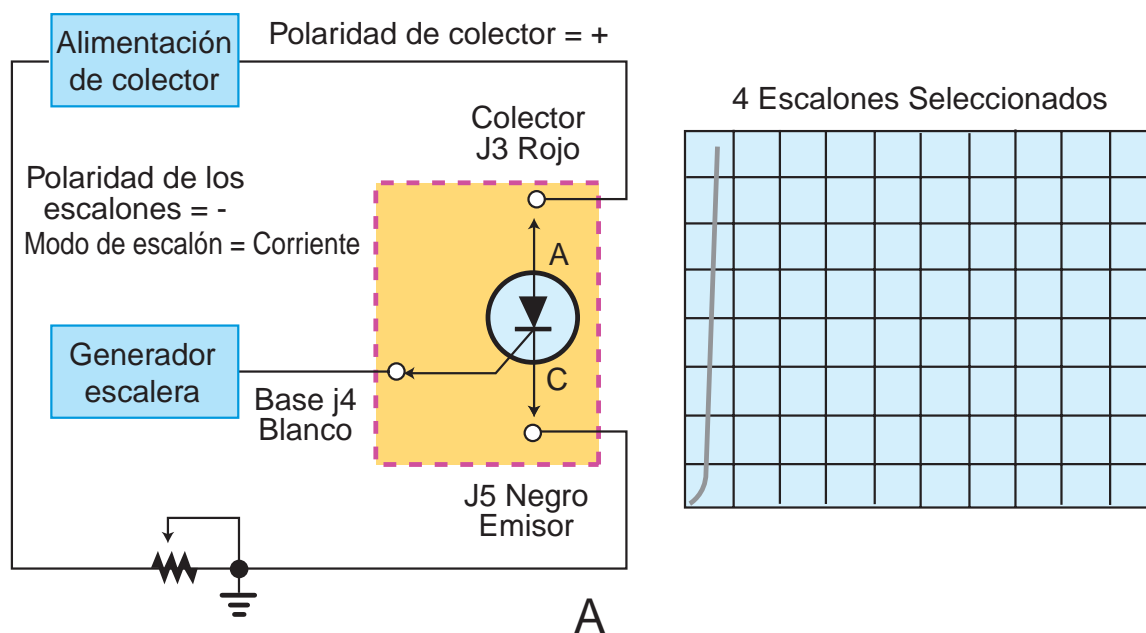 Alimentación
de colector
Polaridad de colector = +
4 Escalones Seleccionados
Colector
J3 Rojo
Polaridad de los
escalones = -
Modo de escalón = Corriente
A
Generador
escalera
C
Base j4
Blanco
J5 Negro
Emisor
A